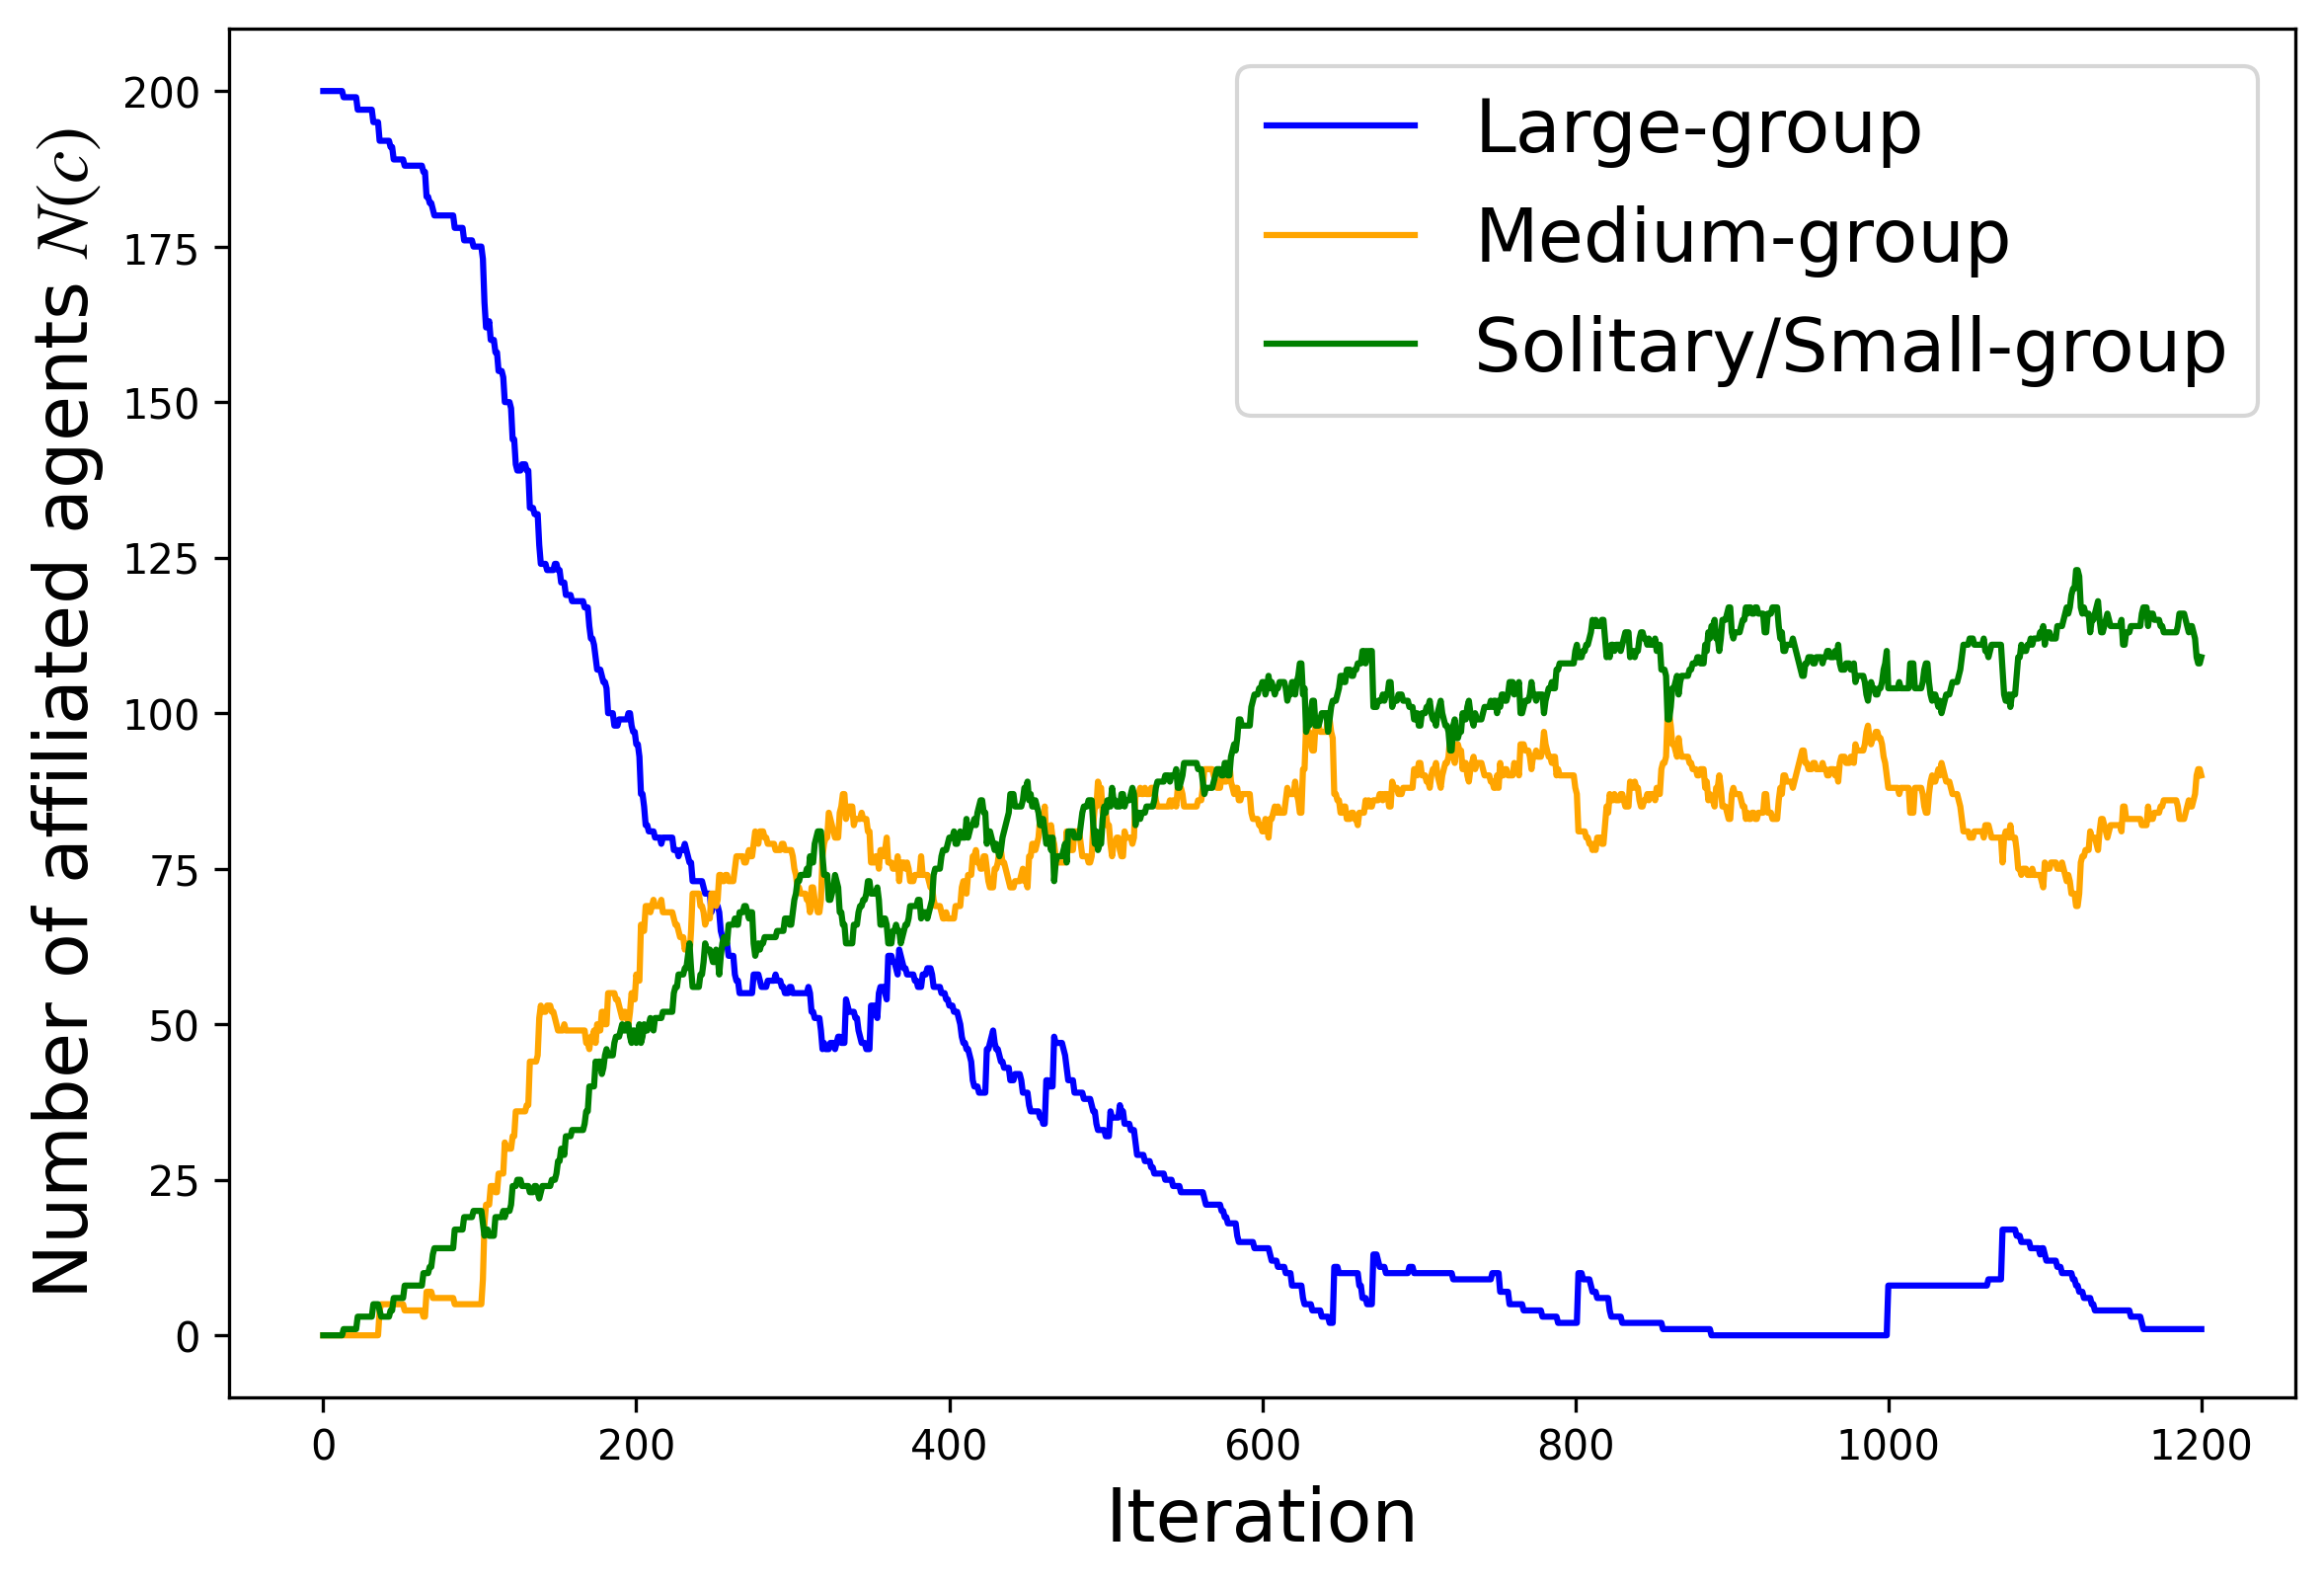 Number of affiliated agents N(c)
200
175
150
125
100
75
50
25
0
Large-group
Medium-group
Solitary/Small-group
0 200 400 600 800 1000 1200
Iteration